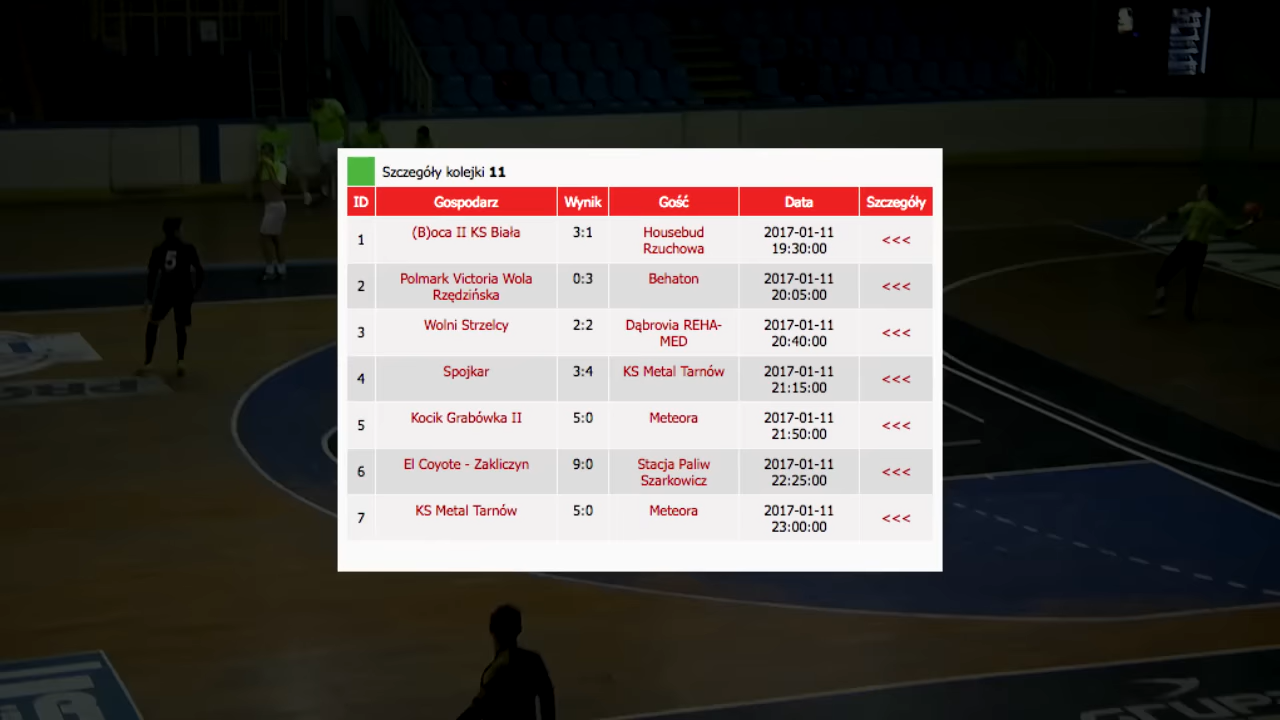 Szczegóły kolejki 11
ID Gospodarz Wynik Gość Data Szczegóły
1 (B)oca II KS Biała 3:1 Housebud Rzuchowa 2017-01-11 19:30:00 <<<
2 Polmark Victoria Wola Rzędzińska 0:3 Behaton 2017-01-11 20:05:00 <<<
3 Wolni Strzelcy 2:2 Dąbrovia REHA-MED 2017-01-11 20:40:00 <<<
4 Spojkar 3:4 KS Metal Tarnów 2017-01-11 21:15:00 <<<
5 Kocik Grabówka II 5:0 Meteora 2017-01-11 21:50:00 <<<
6 El Coyote - Zakliczyn 9:0 Stacja Paliw Szarkowicz 2017-01-11 22:25:00 <<<
7 KS Metal Tarnów 5:0 Meteora 2017-01-11 23:00:00 <<<
5